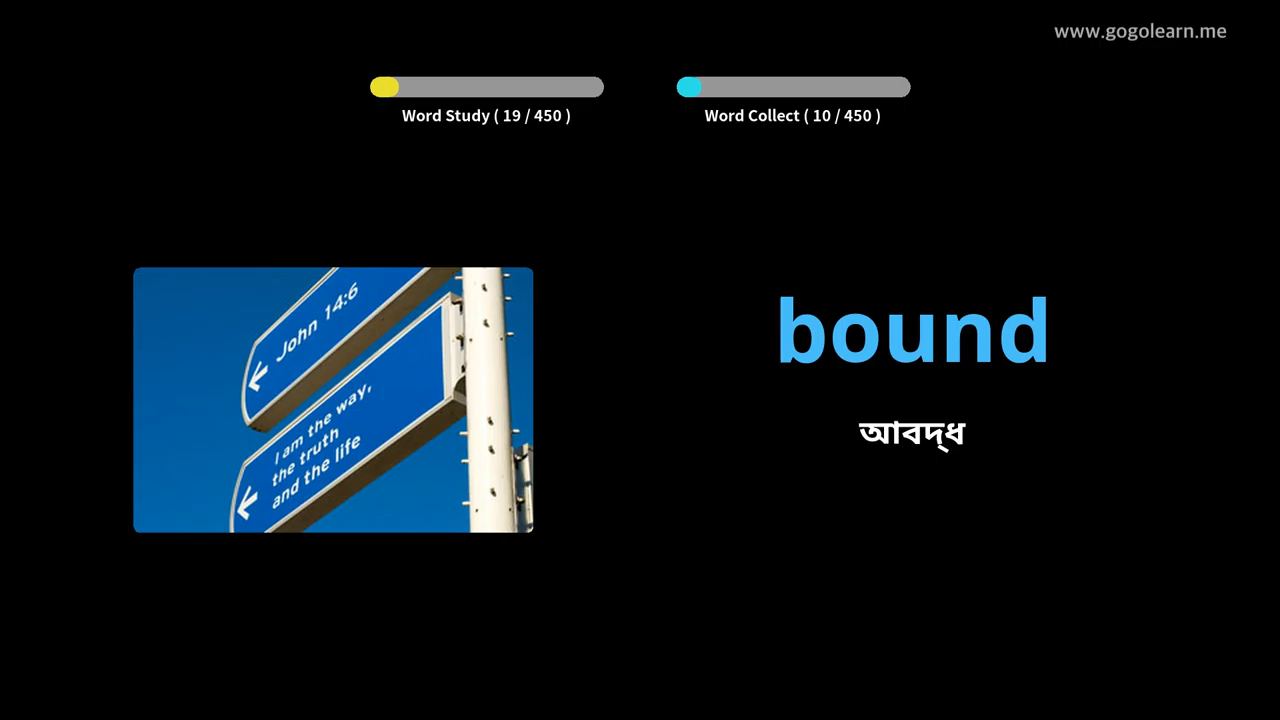 www.gogolearn.me
Word Study ( 19 / 450 )
Word Collect ( 10 / 450 )
John 14:6
I am the way,
the truth
and the life
bound
আবদ্ধ